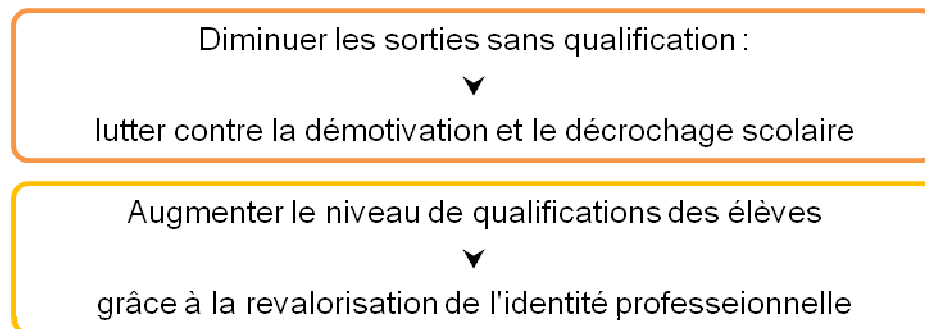 Diminuer les sorties sans qualification :
lutter contre la démotivation et le décrochage scolaire
Augmenter le niveau de qualifications des élèves
grâce à la revalorisation de l'identité professeionnelle